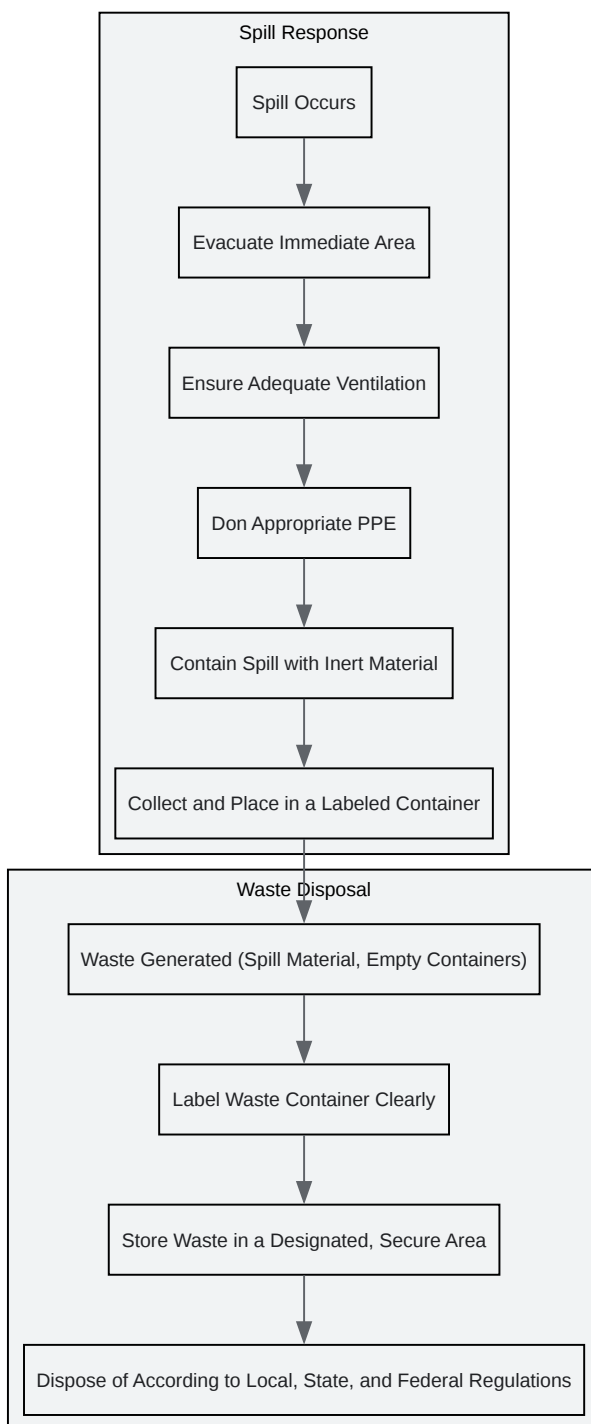 Spill Response
Spill Occurs
Evacuate Immediate Area
Ensure Adequate Ventilation
Don Appropriate PPE
Contain Spill with Inert Material
Collect and Place in a Labeled Container
Waste Disposal
Waste Generated (Spill Material, Empty Containers)
Label Waste Container Clearly
Store Waste in a Designated, Secure Area
Dispose of According to Local, State, and Federal Regulations